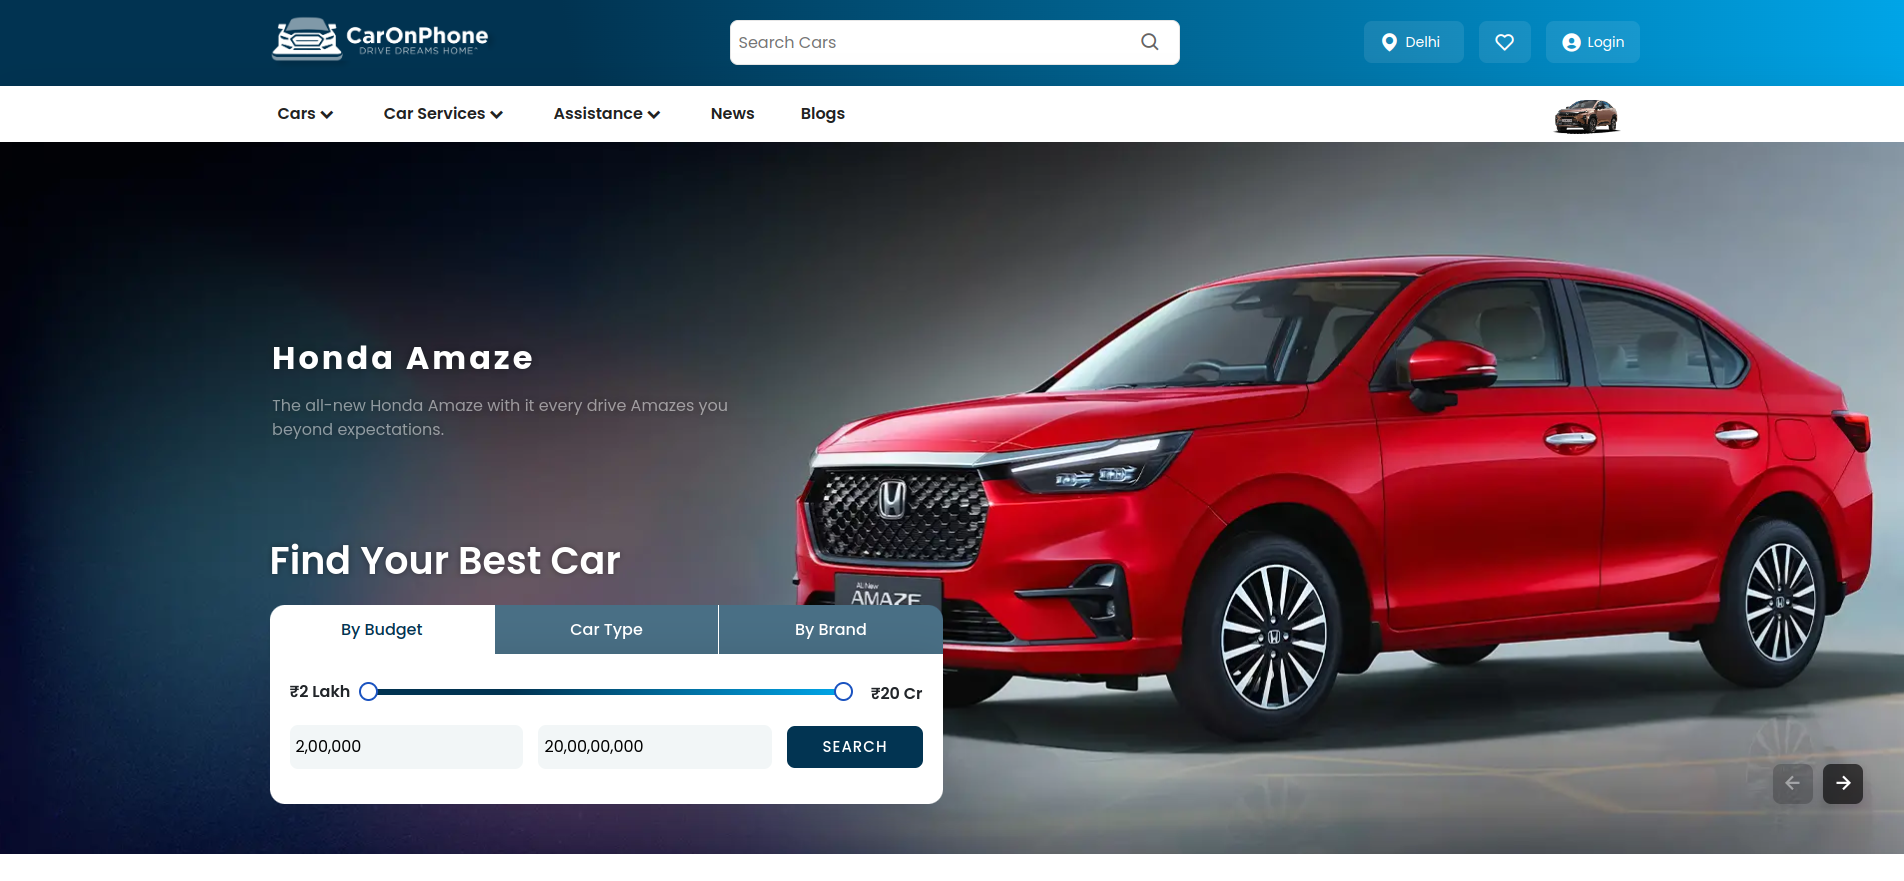 CarOnPhone
DRIVE DREAMS HOME
Search Cars
Delhi
Login
Cars
Car Services
Assistance
News
Blogs
Honda Amaze
The all-new Honda Amaze with it every drive Amazes you
beyond expectations.
All-New
AMAZE
Find Your Best Car
By Budget
Car Type
By Brand
₹2 Lakh
₹20 Cr
2,00,000
20,00,00,000
SEARCH